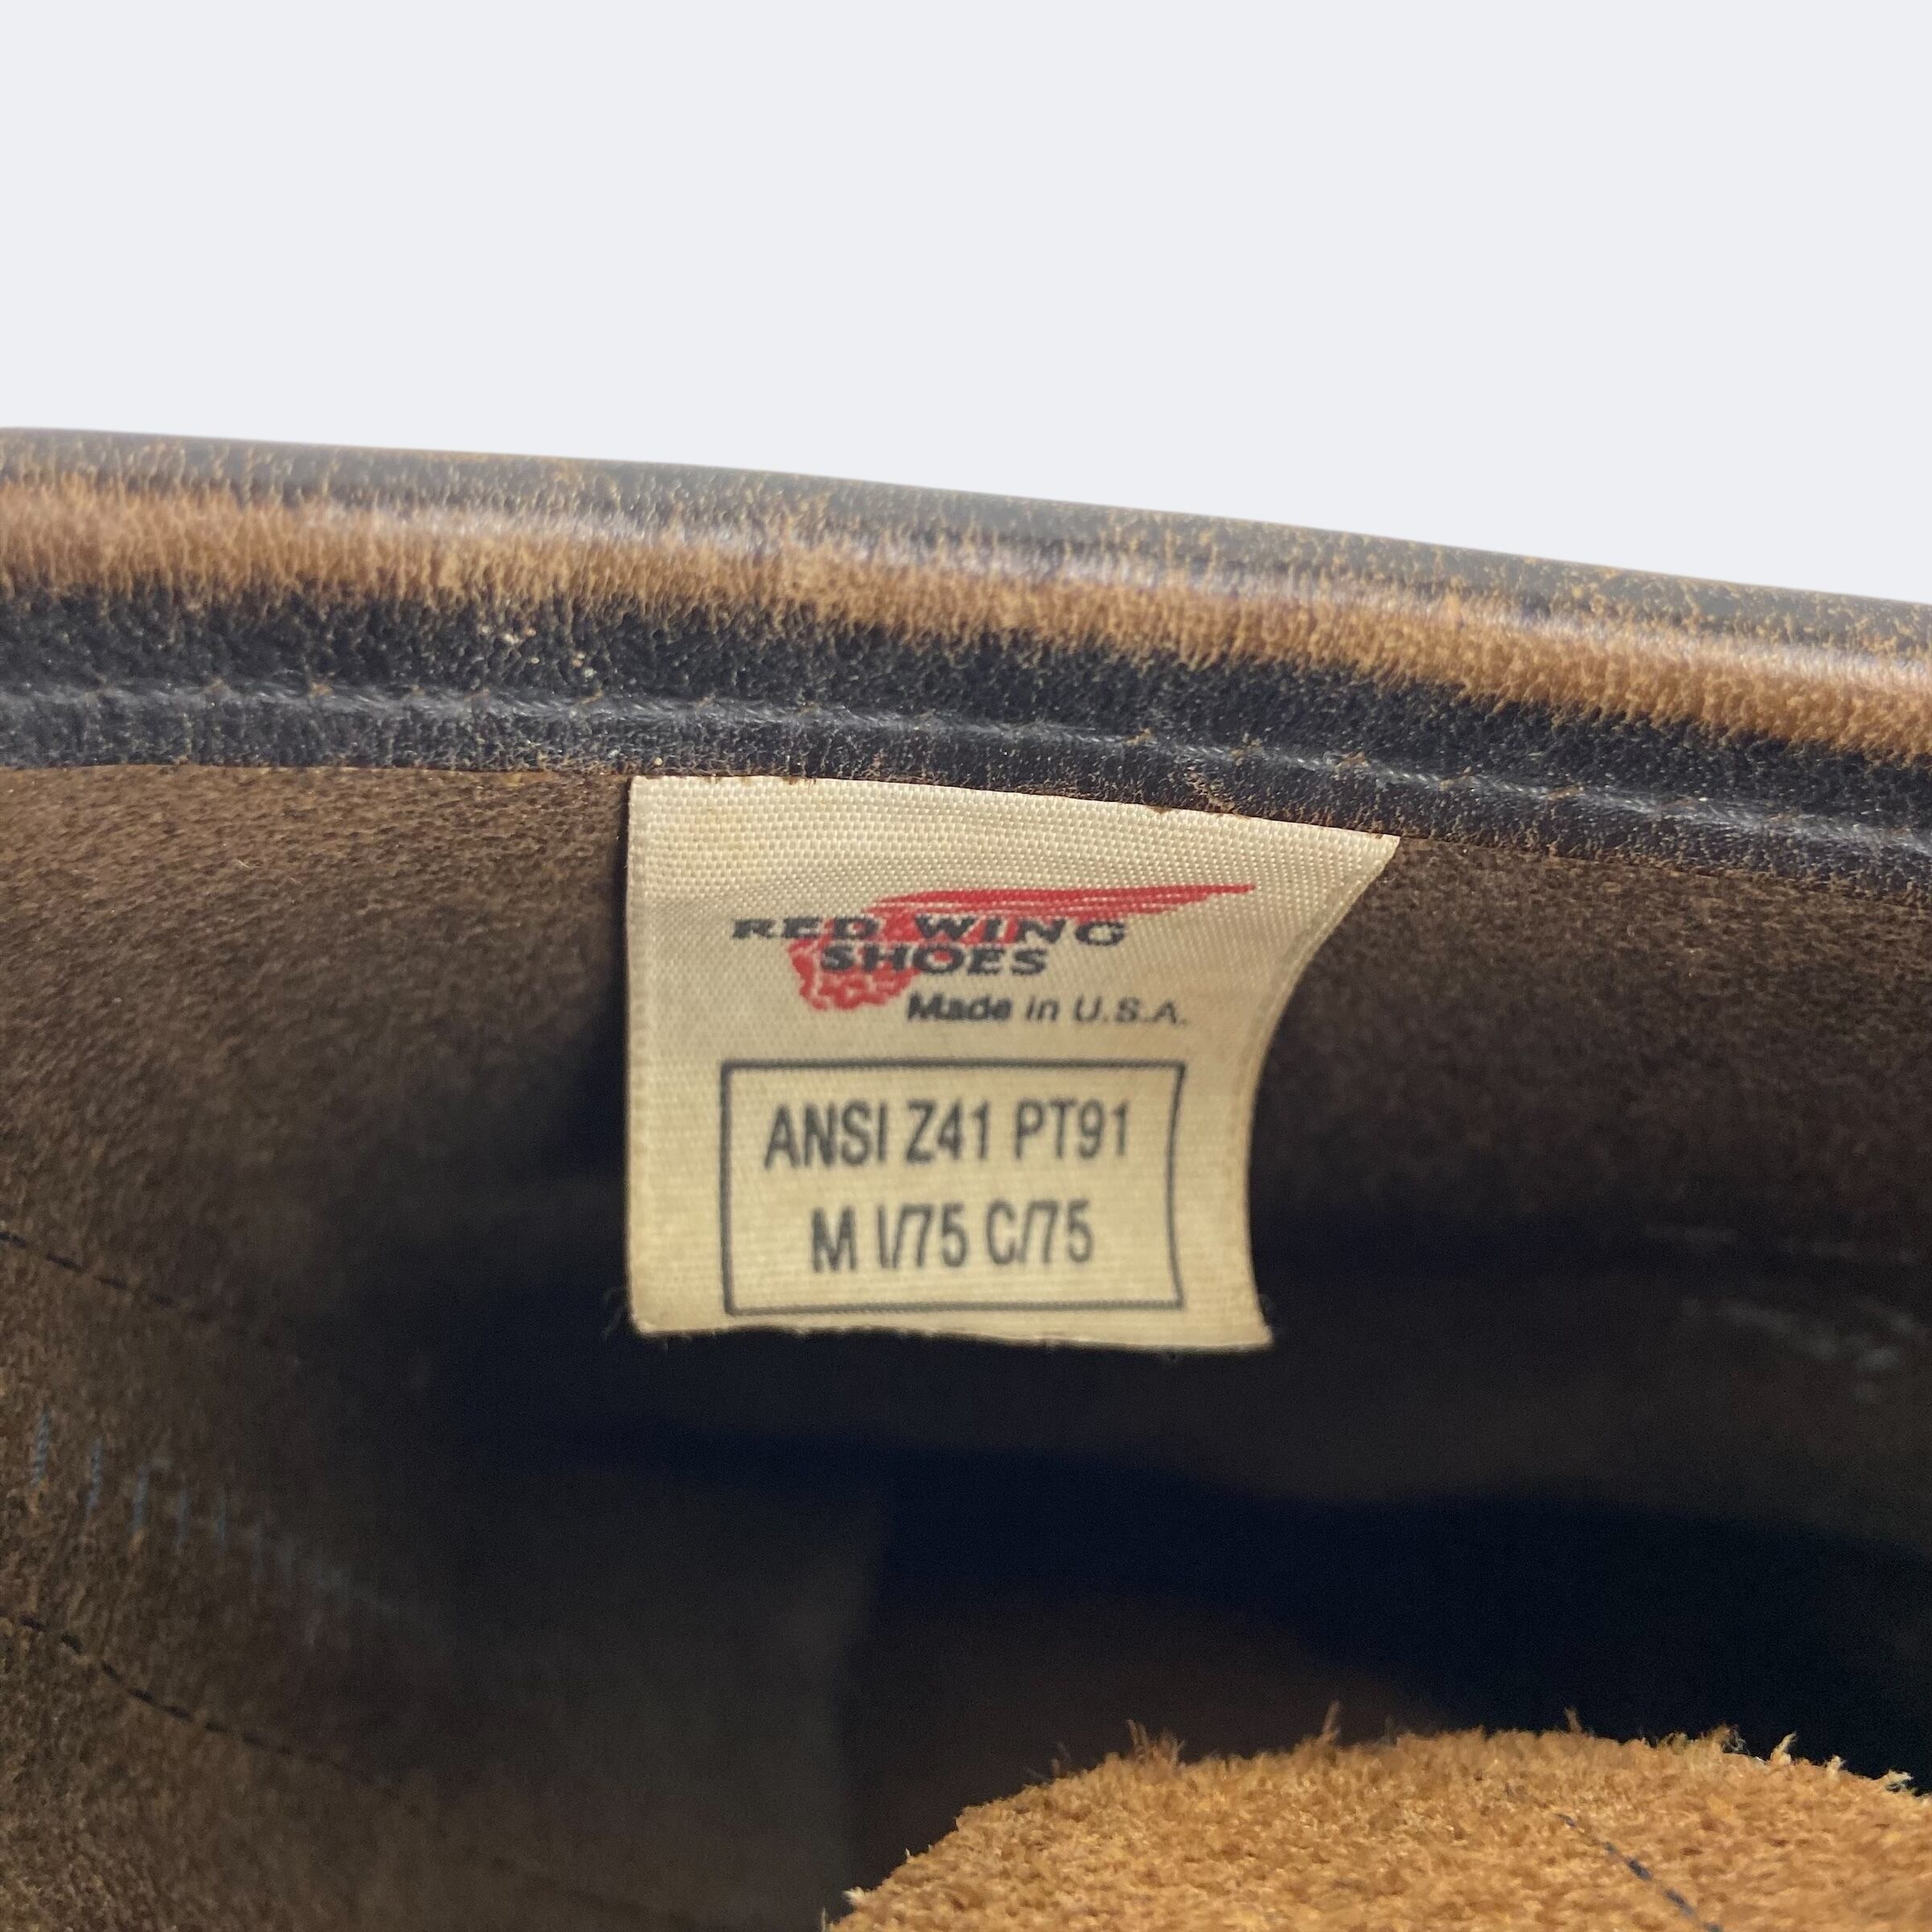 RED WING
SHOES
Made in U.S.A.
ANSI Z41 PT91
M I/75 C/75